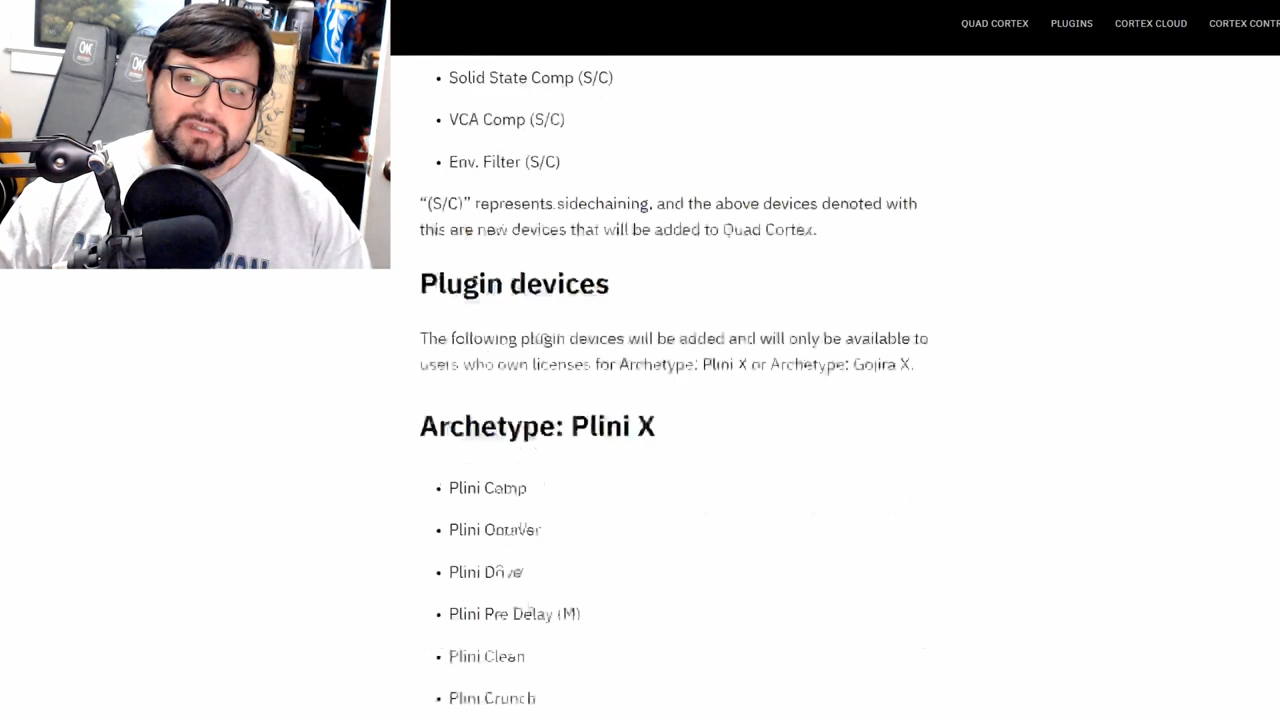 QUAD CORTEX PLUGINS CORTEX CLOUD
• Solid State Comp (S/C)
• VCA Comp (S/C)
• Env. Filter (S/C)
“(S/C)” represents sidechaining, and the above devices denoted with
this are new devices that will be added to Quad Cortex.
Plugin devices
The following plugin devices will be added and will only be available to
users who own licenses for Archetype: Plini X or Archetype: Gojira X.
Archetype: Plini X
• Plini Comp
• Plini Octaver
• Plini Drive
• Plini Pre Delay (M)
• Plini Clean
• Plini Crunch